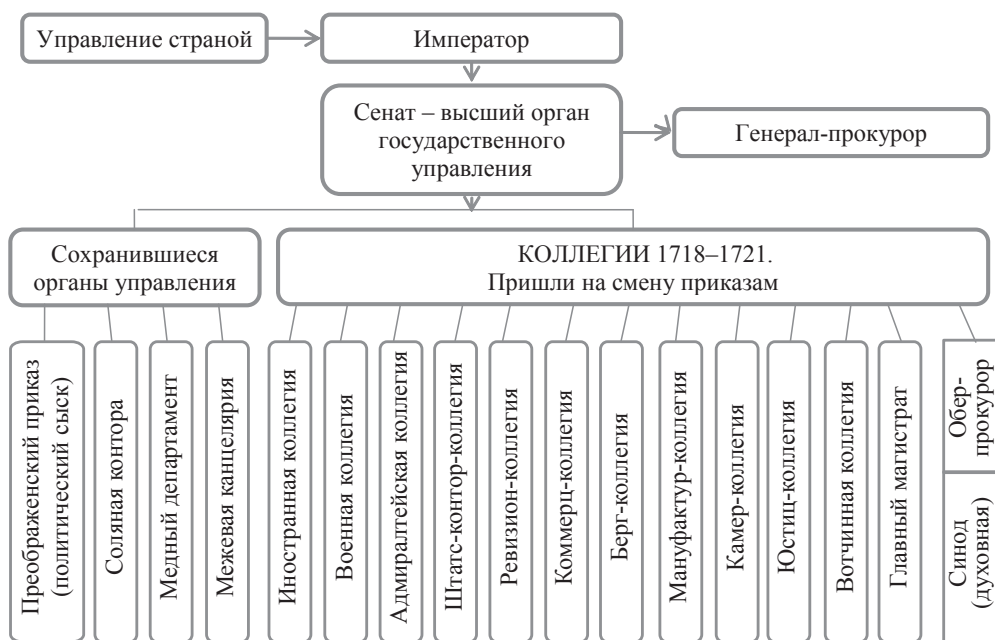 Управление страной
Император
Сенат – высший орган
государственного
управления
Генерал-прокурор
Сохранившиеся
органы управления
КОЛЛЕГИИ 1718–1721.
Пришли на смену приказам
Преображенский приказ
(политический сыск)
Соляная контора
Медный департамент
Межевая канцелярия
Иностранная коллегия
Военная коллегия
Адмиралтейская коллегия
Штатс-контор-коллегия
Ревизион-коллегия
Коммерц-коллегия
Берг-коллегия
Мануфактур-коллегия
Камер-коллегия
Юстиц-коллегия
Вотчинная коллегия
Главный магистрат
Обер-
прокурор
Синод
(духовная)